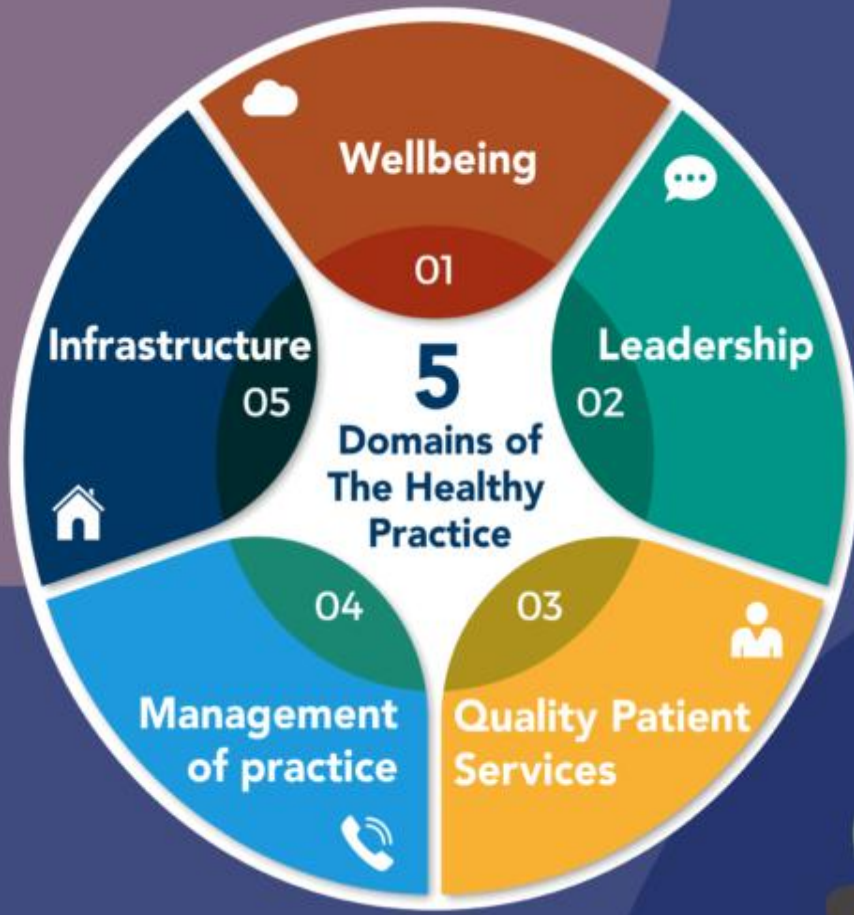 Wellbeing
01
Leadership
02
Quality Patient
Services
03
Management
of practice
04
Infrastructure
05
5
Domains of
The Healthy
Practice